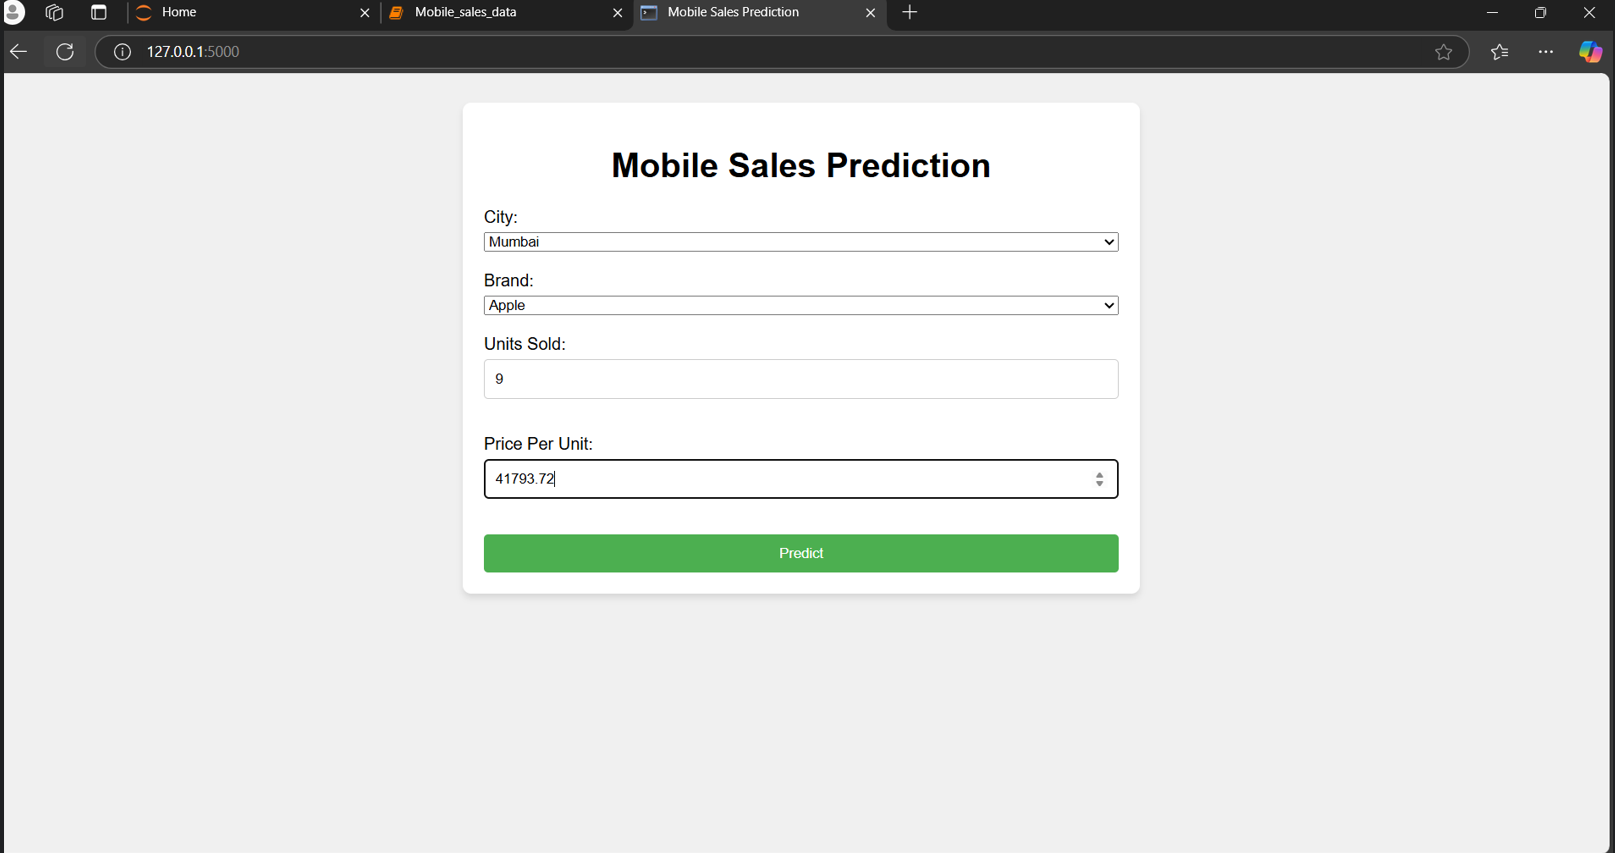 Home
Mobile_sales_data
Mobile Sales Prediction
127.0.0.1:5000
Mobile Sales Prediction
City:
Mumbai
Brand:
Apple
Units Sold:
9
Price Per Unit:
41793.72
Predict